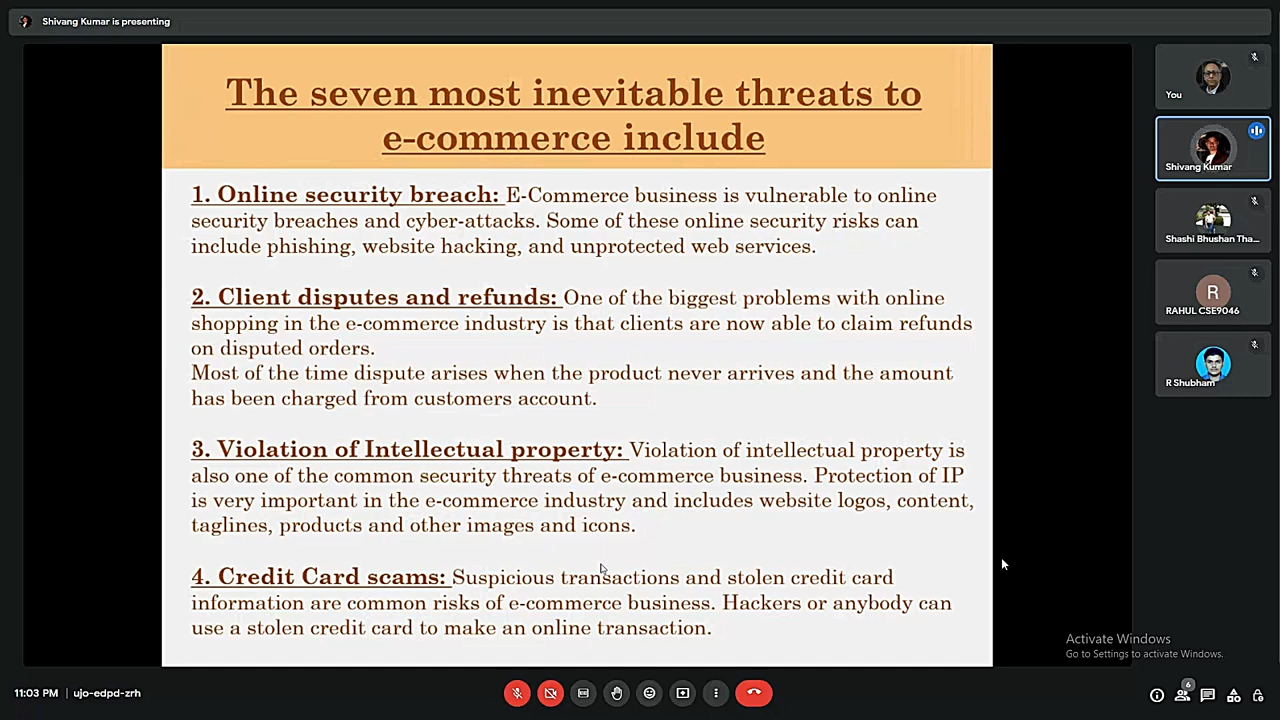 Shivang Kumar is presenting
The seven most inevitable threats to
e-commerce include
1. Online security breach: E-Commerce business is vulnerable to online
security breaches and cyber-attacks. Some of these online security risks can
include phishing, website hacking, and unprotected web services.
2. Client disputes and refunds: One of the biggest problems with online
shopping in the e-commerce industry is that clients are now able to claim refunds
on disputed orders.
Most of the time dispute arises when the product never arrives and the amount
has been charged from customers account.
3. Violation of Intellectual property: Violation of intellectual property is
also one of the common security threats of e-commerce business. Protection of IP
is very important in the e-commerce industry and includes website logos, content,
taglines, products and other images and icons.
4. Credit Card scams: Suspicious transactions and stolen credit card
information are common risks of e-commerce business. Hackers or anybody can
use a stolen credit card to make an online transaction.
You
Shivang Kumar
Shashi Bhushan Tha...
R
RAHUL CSE9046
R Shubham
Activate Windows
Go to Settings to activate Windows.
11:03 PM | ujo-edpd-zrh
6